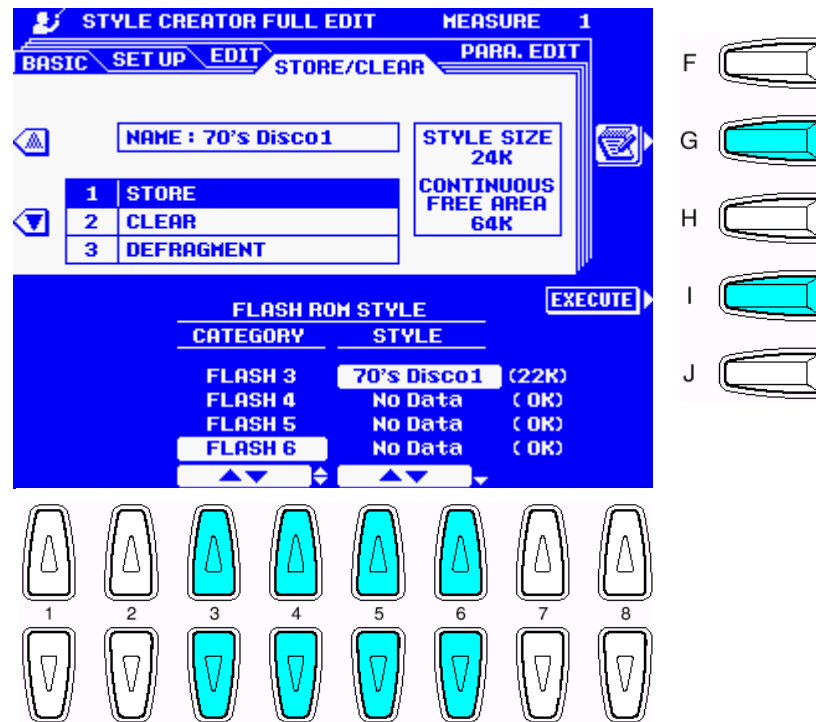 STYLE CREATOR FULL EDIT MEASURE 1
BASIC SET UP EDIT STORE/CLEAR PARA. EDIT
NAME : 70's Disco1
STYLE SIZE
24K
CONTINUOUS
FREE AREA
64K
1 STORE
2 CLEAR
3 DEFRAGMENT
EXECUTE
FLASH ROM STYLE
CATEGORY STYLE
FLASH 3 70's Disco1 (22K)
FLASH 4 No Data ( 0K)
FLASH 5 No Data ( 0K)
FLASH 6 No Data ( 0K)
F
G
H
I
J
1 2 3 4 5 6 7 8